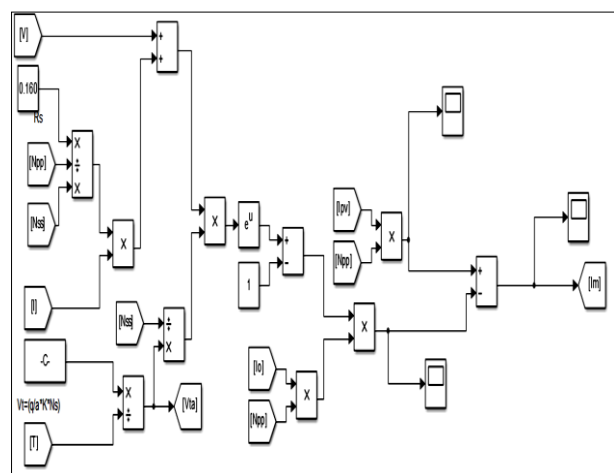 [V]
+
+
0.160
Rs
×
[Npp]
÷
×
[Nss]
×
[I]
×
e^u
+
1
−
[Ipv]
×
[Npp]
+
−
[Im]
[Nss]
÷
×
×
[Io]
×
[Npp]
-C-
Vt=(q/a*K*Ns)
×
÷
[Vta]
[T]